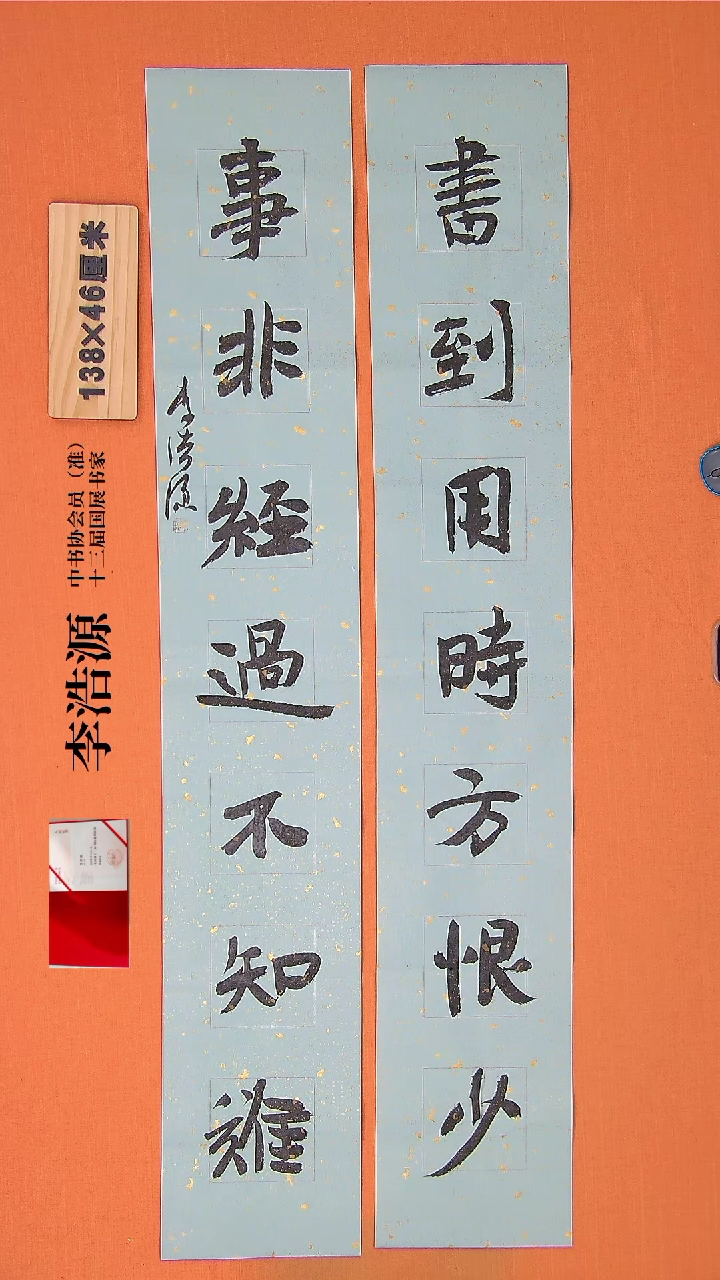 書到用時方恨少
事非經過不知難
李浩源
138×46厘米
中书协会员（准）
十三届国展书家
李浩源